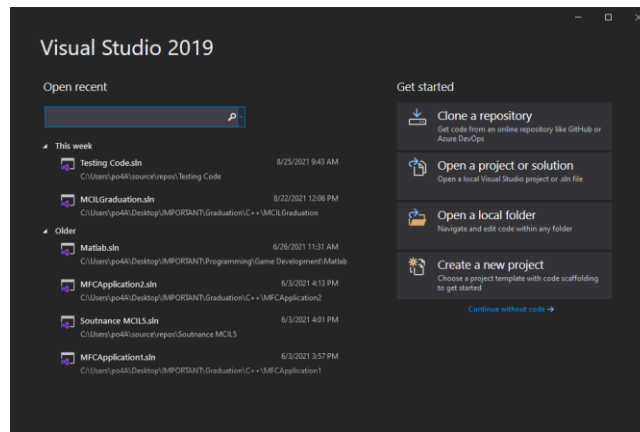 Visual Studio 2019
Open recent
This week
Testing Code.sln 8/25/2021 9:43 AM
C:\Users\po4A\source\repos\Testing Code
MCILGraduation.sln 8/22/2021 12:06 PM
C:\Users\po4A\Desktop\IMPORTANT\Graduation\C++\MCILGraduation
Older
Matlab.sln 6/26/2021 11:31 AM
C:\Users\po4A\Desktop\IMPORTANT\Programming\Game Development\Matlab
MFCApplication2.sln 6/3/2021 4:13 PM
C:\Users\po4A\Desktop\IMPORTANT\Graduation\C++\MFCApplication2
Soutnance MCIL5.sln 6/3/2021 4:01 PM
C:\Users\po4A\source\repos\Soutnance MCIL5
MFCApplication1.sln 6/3/2021 3:57 PM
C:\Users\po4A\Desktop\IMPORTANT\Graduation\C++\MFCApplication1
Get started
Clone a repository
Get code from an online repository like GitHub or
Azure DevOps
Open a project or solution
Open a local Visual Studio project or .sln file
Open a local folder
Navigate and edit code within any folder
Create a new project
Choose a project template with code scaffolding
to get started
Continue without code →